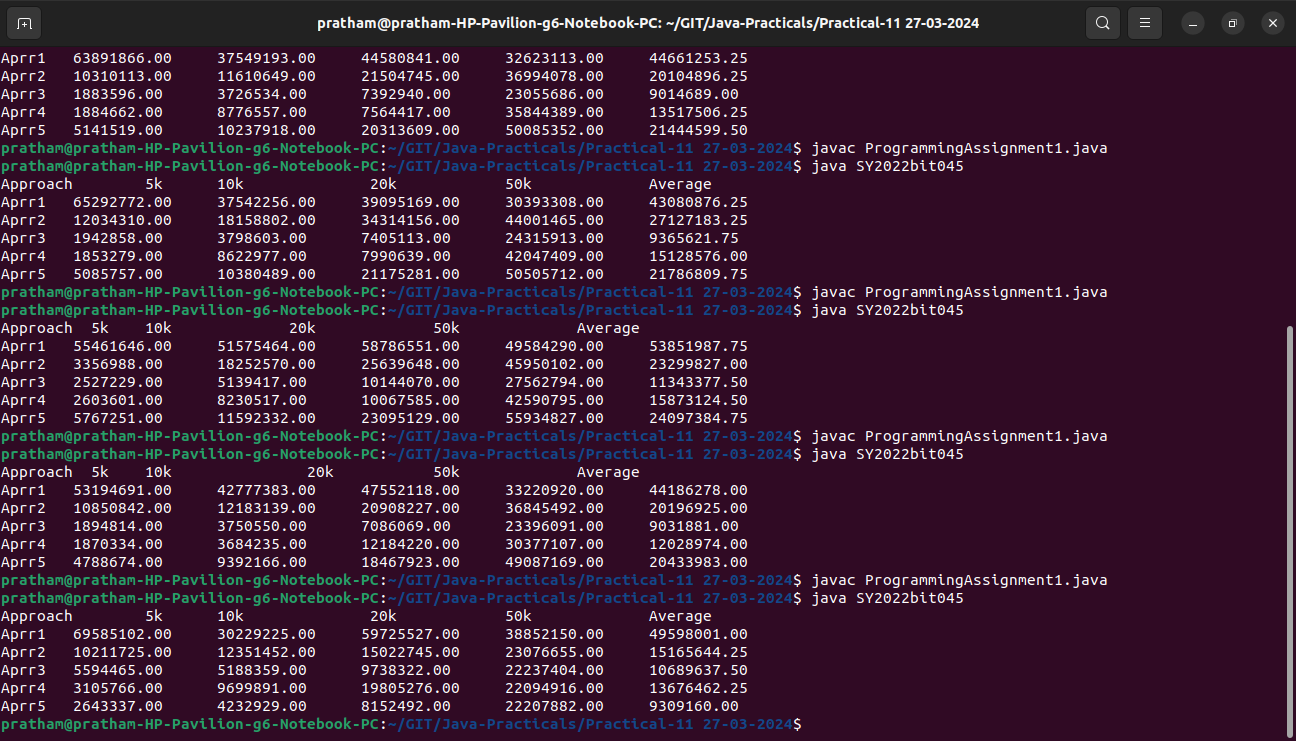 pratham@pratham-HP-Pavilion-g6-Notebook-PC: ~/GIT/Java-Practicals/Practical-11 27-03-2024
Aprr1 63891866.00 37549193.00 44580841.00 32623113.00 44661253.25
Aprr2 10310113.00 11610649.00 21504745.00 36994078.00 20104896.25
Aprr3 1883596.00 3726534.00 7392940.00 23055686.00 9014689.00
Aprr4 1884662.00 8776557.00 7564417.00 35844389.00 13517506.25
Aprr5 5141519.00 10237918.00 20313609.00 50085352.00 21444599.50
pratham@pratham-HP-Pavilion-g6-Notebook-PC:~/GIT/Java-Practicals/Practical-11 27-03-2024$ javac ProgrammingAssignment1.java
pratham@pratham-HP-Pavilion-g6-Notebook-PC:~/GIT/Java-Practicals/Practical-11 27-03-2024$ java SY2022bit045
Approach 5k 10k 20k 50k Average
Aprr1 65292772.00 37542256.00 39095169.00 30393308.00 43080876.25
Aprr2 12034310.00 18158802.00 34314156.00 44001465.00 27127183.25
Aprr3 1942858.00 3798603.00 7405113.00 24315913.00 9365621.75
Aprr4 1853279.00 8622977.00 7990639.00 42047409.00 15128576.00
Aprr5 5085757.00 10380489.00 21175281.00 50505712.00 21786809.75
pratham@pratham-HP-Pavilion-g6-Notebook-PC:~/GIT/Java-Practicals/Practical-11 27-03-2024$ javac ProgrammingAssignment1.java
pratham@pratham-HP-Pavilion-g6-Notebook-PC:~/GIT/Java-Practicals/Practical-11 27-03-2024$ java SY2022bit045
Approach 5k 10k 20k 50k Average
Aprr1 55461646.00 51575464.00 58786551.00 49584290.00 53851987.75
Aprr2 3356988.00 18252570.00 25639648.00 45950102.00 23299827.00
Aprr3 2527229.00 5139417.00 10144070.00 27562794.00 11343377.50
Aprr4 2603601.00 8230517.00 10067585.00 42590795.00 15873124.50
Aprr5 5767251.00 11592332.00 23095129.00 55934827.00 24097384.75
pratham@pratham-HP-Pavilion-g6-Notebook-PC:~/GIT/Java-Practicals/Practical-11 27-03-2024$ javac ProgrammingAssignment1.java
pratham@pratham-HP-Pavilion-g6-Notebook-PC:~/GIT/Java-Practicals/Practical-11 27-03-2024$ java SY2022bit045
Approach 5k 10k 20k 50k Average
Aprr1 53194691.00 42777383.00 47552118.00 33220920.00 44186278.00
Aprr2 10850842.00 12183139.00 20908227.00 36845492.00 20196925.00
Aprr3 1894814.00 3750550.00 7086069.00 23396091.00 9031881.00
Aprr4 1870334.00 3684235.00 12184220.00 30377107.00 12028974.00
Aprr5 4788674.00 9392166.00 18467923.00 49087169.00 20433983.00
pratham@pratham-HP-Pavilion-g6-Notebook-PC:~/GIT/Java-Practicals/Practical-11 27-03-2024$ javac ProgrammingAssignment1.java
pratham@pratham-HP-Pavilion-g6-Notebook-PC:~/GIT/Java-Practicals/Practical-11 27-03-2024$ java SY2022bit045
Approach 5k 10k 20k 50k Average
Aprr1 69585102.00 30229225.00 59725527.00 38852150.00 49598001.00
Aprr2 10211725.00 12351452.00 15022745.00 23076655.00 15165644.25
Aprr3 5594465.00 5188359.00 9738322.00 22237404.00 10689637.50
Aprr4 3105766.00 9699891.00 19805276.00 22094916.00 13676462.25
Aprr5 2643337.00 4232929.00 8152492.00 22207882.00 9309160.00
pratham@pratham-HP-Pavilion-g6-Notebook-PC:~/GIT/Java-Practicals/Practical-11 27-03-2024$